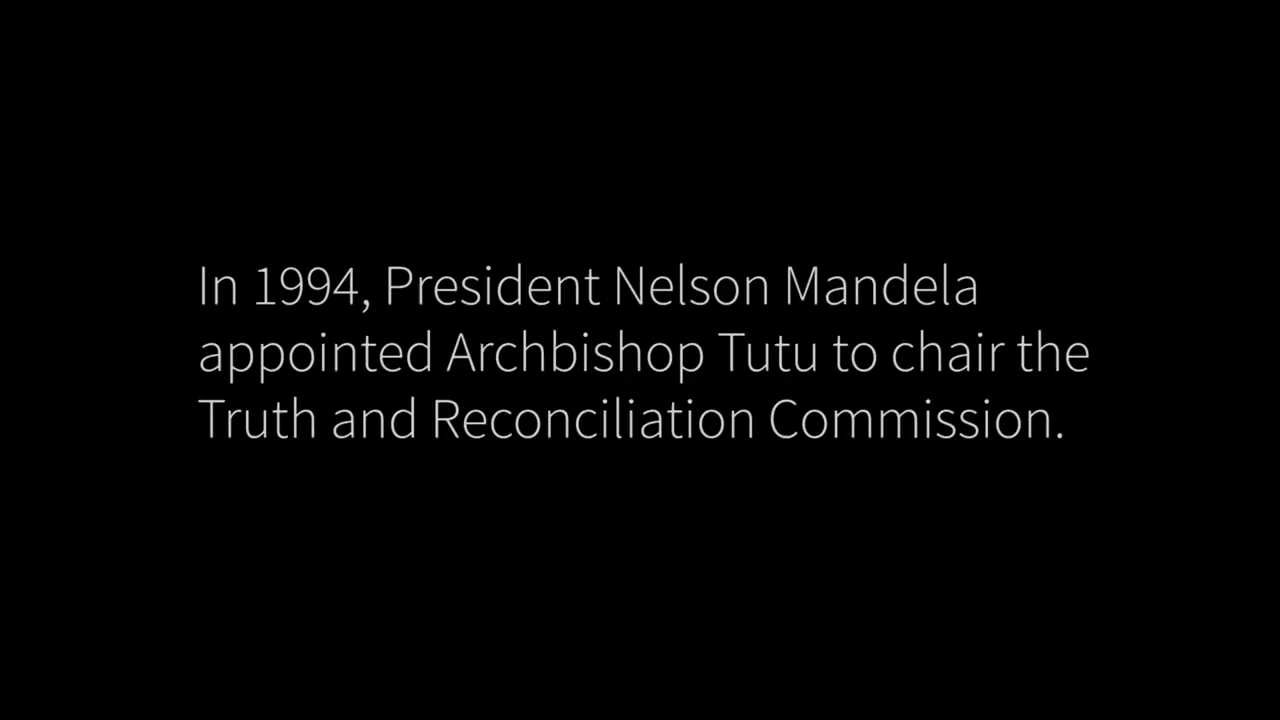 In 1994, President Nelson Mandela
appointed Archbishop Tutu to chair the
Truth and Reconciliation Commission.